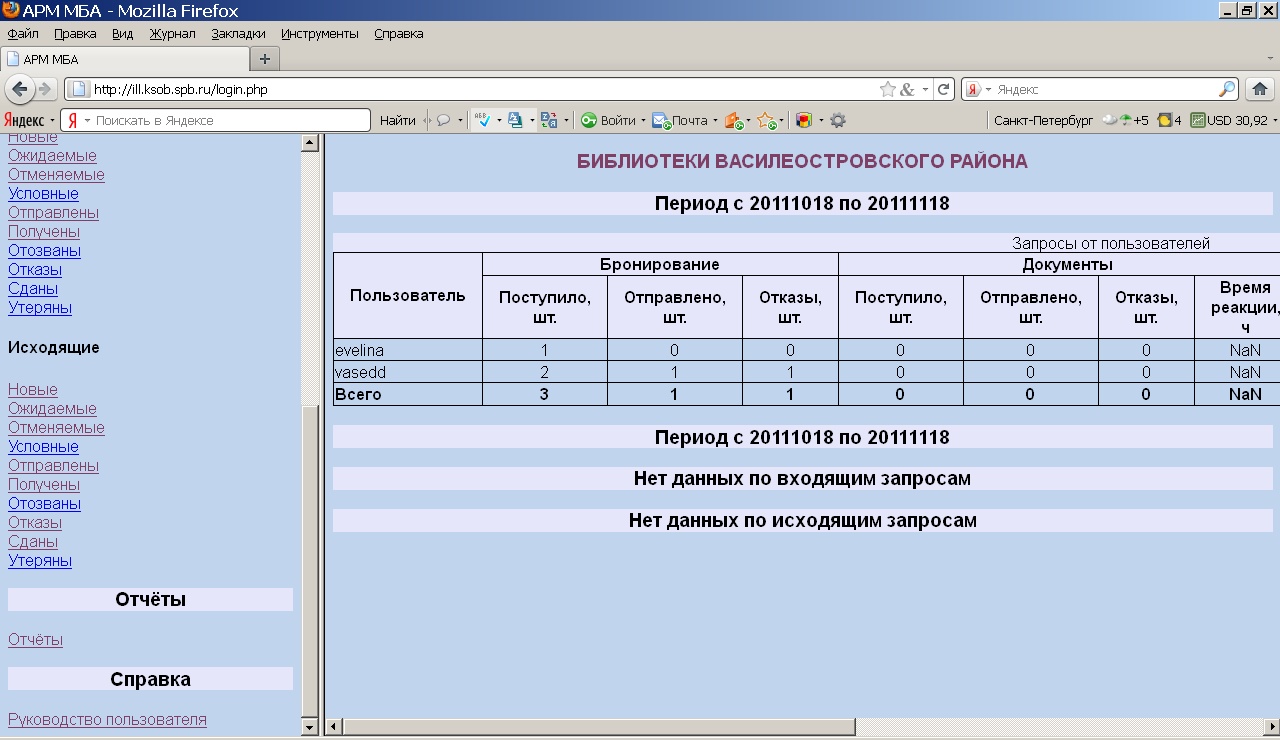 АРМ МБА - Mozilla Firefox
Файл Правка Вид Журнал Закладки Инструменты Справка
АРМ МБА
http://ill.ksob.spb.ru/login.php
Яндекс
Яндекс
Поискать в Яндексе
Найти
Войти
Почта
Санкт-Петербург
+5
4
USD 30,92
Новые
Ожидаемые
Отменяемые
Условные
Отправлены
Получены
Отозваны
Отказы
Сданы
Утеряны
Исходящие
Новые
Ожидаемые
Отменяемые
Условные
Отправлены
Получены
Отозваны
Отказы
Сданы
Утеряны
Отчёты
Отчёты
Справка
Руководство пользователя
БИБЛИОТЕКИ ВАСИЛЕОСТРОВСКОГО РАЙОНА
Период с 20111018 по 20111118
Запросы от пользователей
Пользователь Бронирование Документы
Поступило, шт. Отправлено, шт. Отказы, шт. Поступило, шт. Отправлено, шт. Отказы, шт. Время реакции, ч
evelina 1 0 0 0 0 0 NaN
vasedd 2 1 1 0 0 0 NaN
Всего 3 1 1 0 0 0 NaN
Период с 20111018 по 20111118
Нет данных по входящим запросам
Нет данных по исходящим запросам